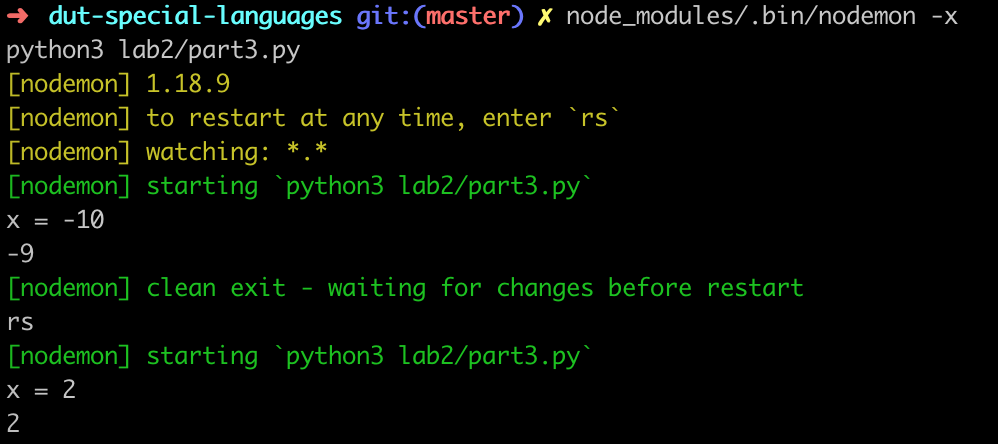 ➜ dut-special-languages git:(master) ✗ node_modules/.bin/nodemon -x
python3 lab2/part3.py
[nodemon] 1.18.9
[nodemon] to restart at any time, enter `rs`
[nodemon] watching: *.*
[nodemon] starting `python3 lab2/part3.py`
x = -10
-9
[nodemon] clean exit - waiting for changes before restart
rs
[nodemon] starting `python3 lab2/part3.py`
x = 2
2